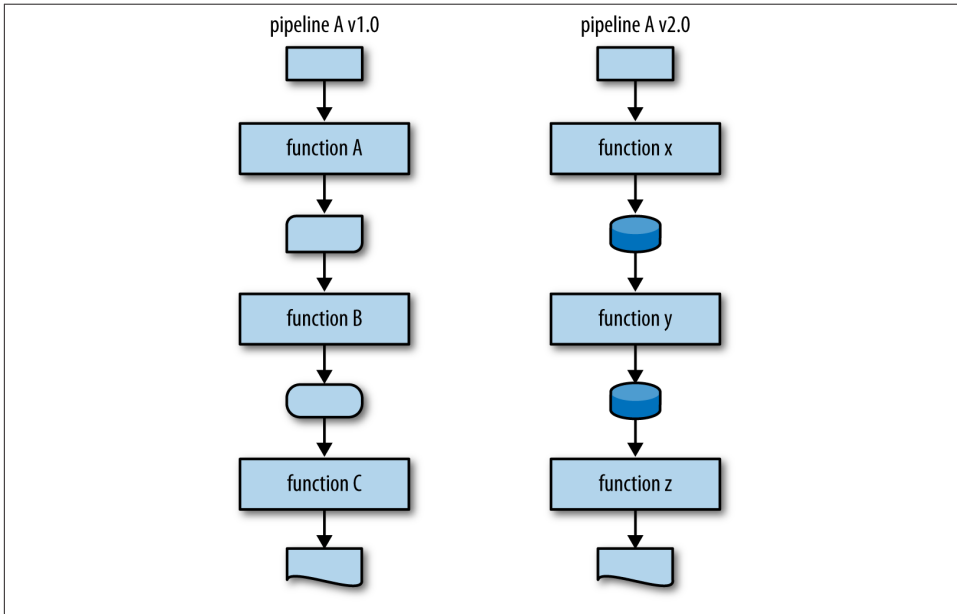 pipeline A v1.0
function A
function B
function C
pipeline A v2.0
function x
function y
function z